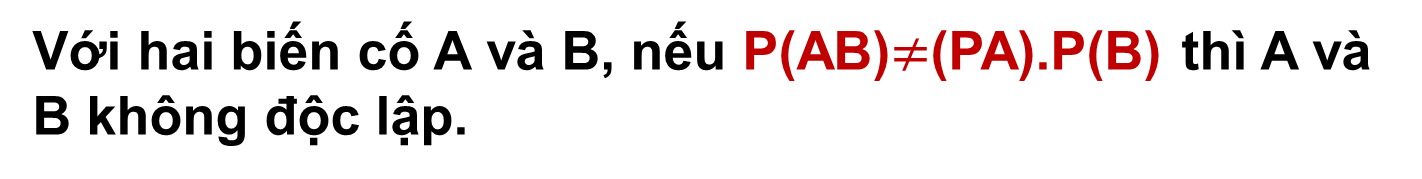 Với hai biến cố A và B, nếu P(AB)≠(PA).P(B) thì A và
B không độc lập.